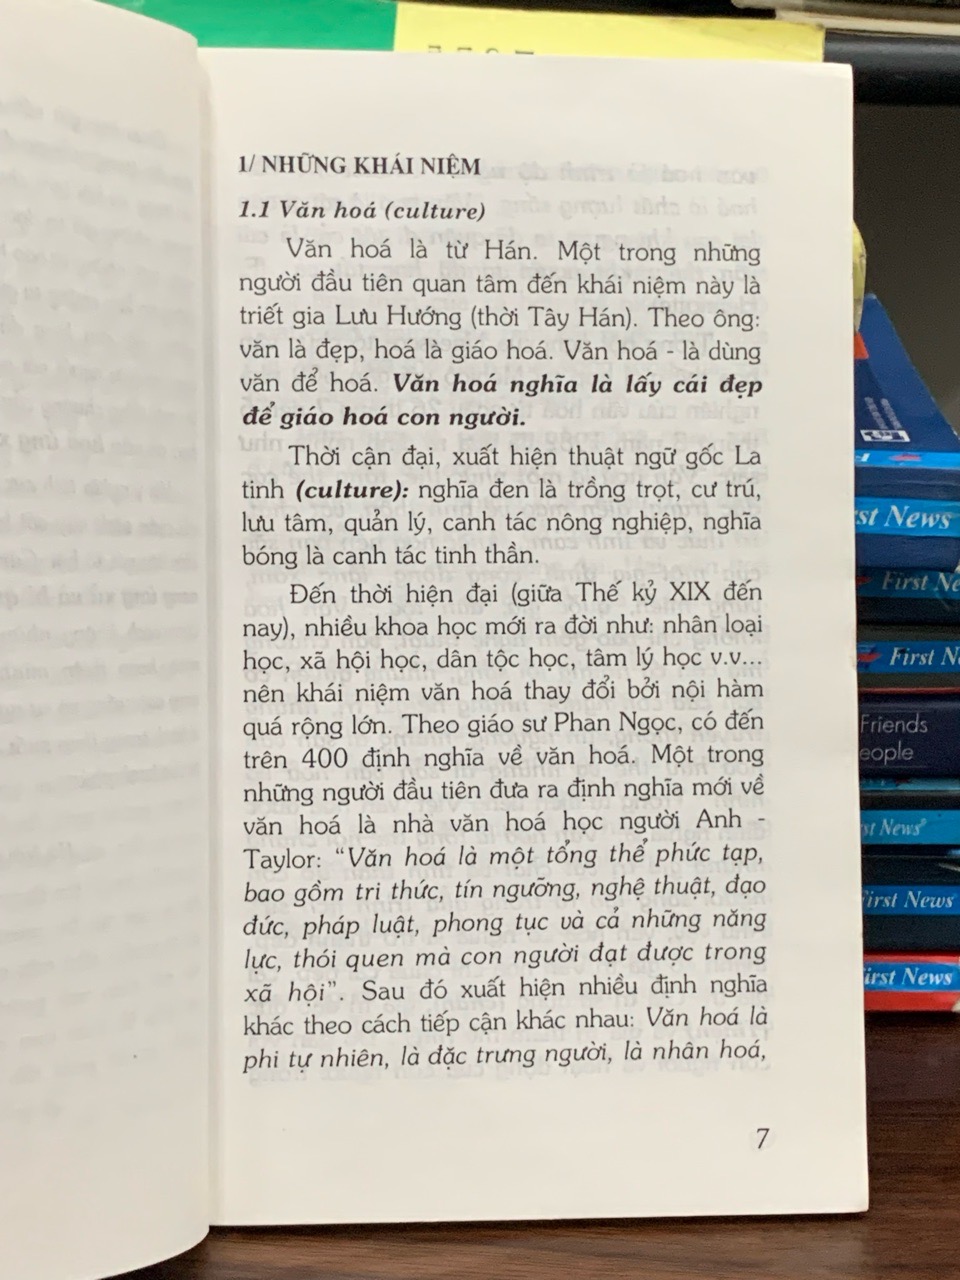 1/ NHỮNG KHÁI NIỆM
1.1 Văn hoá (culture)
Văn hoá là từ Hán. Một trong những
người đầu tiên quan tâm đến khái niệm này là
triết gia Lưu Hướng (thời Tây Hán). Theo ông:
văn là đẹp, hoá là giáo hoá. Văn hoá - là dùng
văn để hoá. Văn hoá nghĩa là lấy cái đẹp
để giáo hoá con người.
Thời cận đại, xuất hiện thuật ngữ gốc La
tinh (culture): nghĩa đen là trồng trọt, cư trú,
lưu tâm, quản lý, canh tác nông nghiệp, nghĩa
bóng là canh tác tinh thần.
Đến thời hiện đại (giữa Thế kỷ XIX đến
nay), nhiều khoa học mới ra đời như: nhân loại
học, xã hội học, dân tộc học, tâm lý học v.v...
nên khái niệm văn hoá thay đổi bởi nội hàm
quá rộng lớn. Theo giáo sư Phan Ngọc, có đến
trên 400 định nghĩa về văn hoá. Một trong
những người đầu tiên đưa ra định nghĩa mới về
văn hoá là nhà văn hoá học người Anh -
Taylor: “Văn hoá là một tổng thể phức tạp,
bao gồm tri thức, tín ngưỡng, nghệ thuật, đạo
đức, pháp luật, phong tục và cả những năng
lực, thói quen mà con người đạt được trong
xã hội”. Sau đó xuất hiện nhiều định nghĩa
khác theo cách tiếp cận khác nhau: Văn hoá là
phi tự nhiên, là đặc trưng người, là nhân hoá,
7
News
First
First
Friends
News
News
News